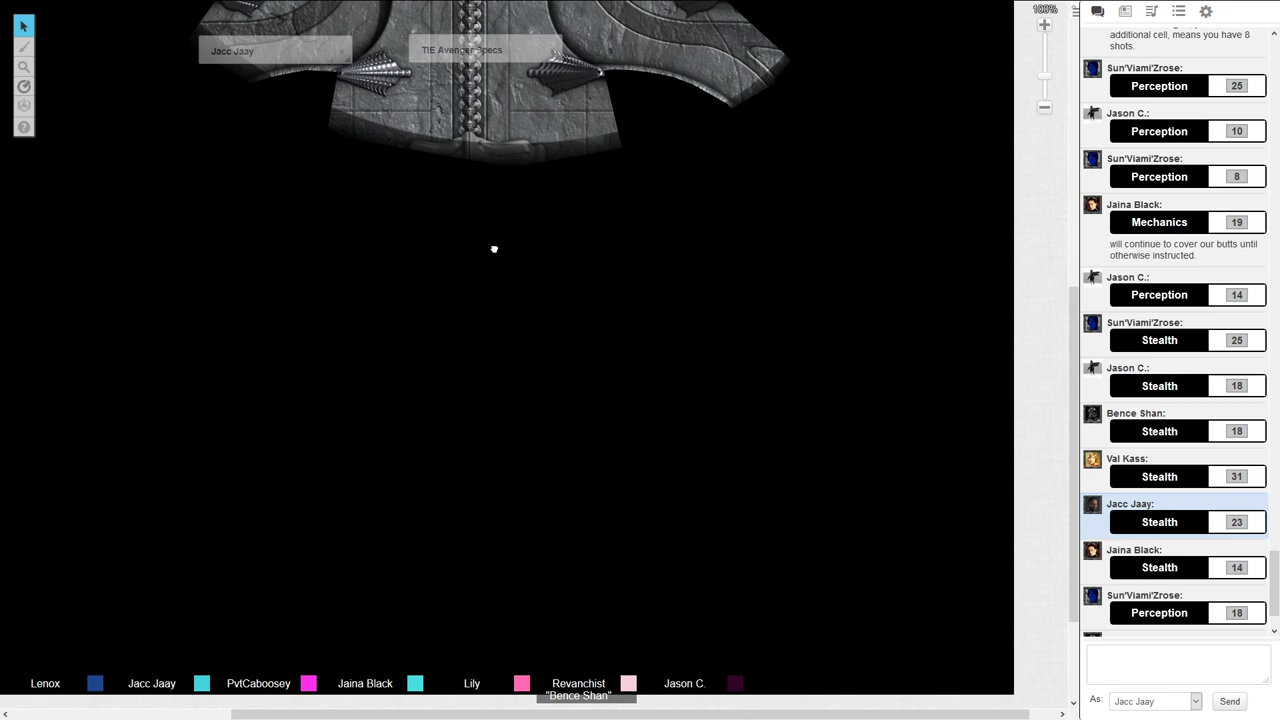 100%
additional cell, means you have 8
shots.
Jacc Jaay
TIE Avenger Specs
Sun'Viami'Zrose:
Perception 25
Jason C.:
Perception 10
Sun'Viami'Zrose:
Perception 8
Jaina Black:
Mechanics 19
will continue to cover our butts until
otherwise instructed.
Jason C.:
Perception 14
Sun'Viami'Zrose:
Stealth 25
Jason C.:
Stealth 18
Bence Shan:
Stealth 18
Val Kass:
Stealth 31
Jacc Jaay:
Stealth 23
Jaina Black:
Stealth 14
Sun'Viami'Zrose:
Perception 18
Lenox Jacc Jaay PvtCaboosey Jaina Black Lily Revanchist Jason C.
"Bence Shan"
As: Jacc Jaay Send